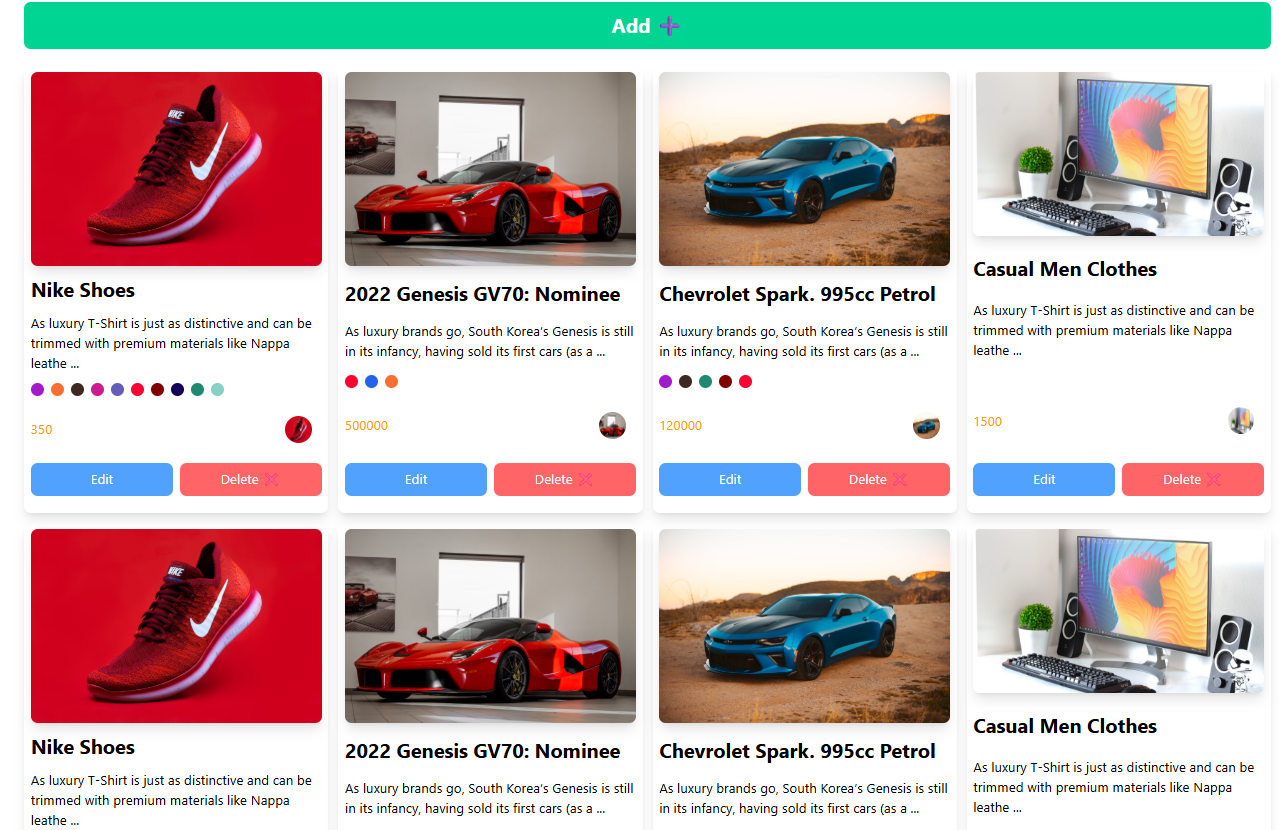 Add ➕
NIKE
Nike Shoes
As luxury T-Shirt is just as distinctive and can be
trimmed with premium materials like Nappa
leathe ...
350
Edit
Delete ❌
2022 Genesis GV70: Nominee
As luxury brands go, South Korea’s Genesis is still
in its infancy, having sold its first cars (as a ...
500000
Edit
Delete ❌
Chevrolet Spark. 995cc Petrol
As luxury brands go, South Korea’s Genesis is still
in its infancy, having sold its first cars (as a ...
120000
Edit
Delete ❌
Casual Men Clothes
As luxury T-Shirt is just as distinctive and can be
trimmed with premium materials like Nappa
leathe ...
1500
Edit
Delete ❌
NIKE
Nike Shoes
As luxury T-Shirt is just as distinctive and can be
trimmed with premium materials like Nappa
leathe ...
2022 Genesis GV70: Nominee
As luxury brands go, South Korea’s Genesis is still
in its infancy, having sold its first cars (as a ...
Chevrolet Spark. 995cc Petrol
As luxury brands go, South Korea’s Genesis is still
in its infancy, having sold its first cars (as a ...
Casual Men Clothes
As luxury T-Shirt is just as distinctive and can be
trimmed with premium materials like Nappa
leathe ...